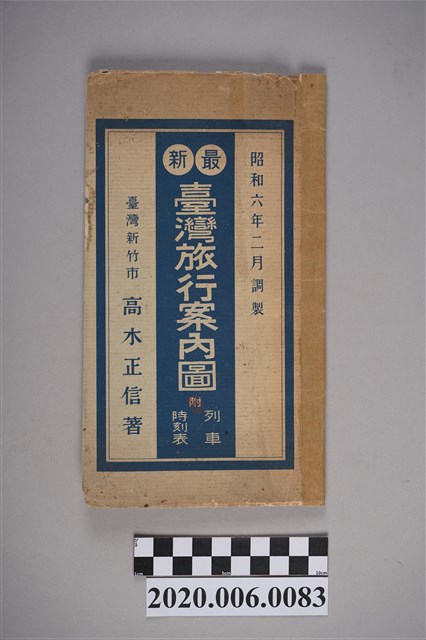 昭和六年二月調製
最新
臺灣旅行案內圖
附
列車
時刻表
臺灣新竹市 高木正信著
2020.006.0083